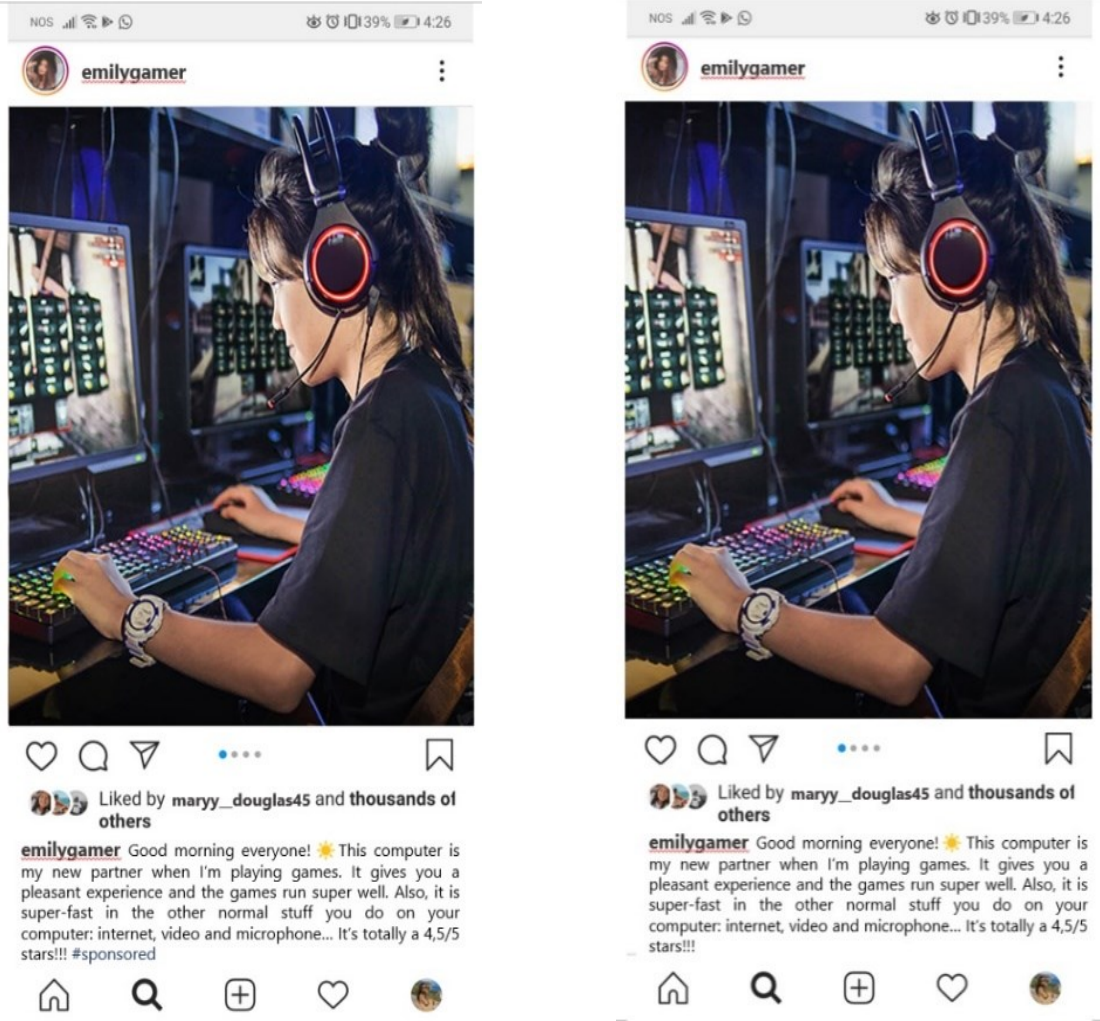 NOS 39% 4:26
emilygamer
Liked by maryy__douglas45 and thousands of
others
emilygamer Good morning everyone! ☀ This computer is
my new partner when I'm playing games. It gives you a
pleasant experience and the games run super well. Also, it is
super-fast in the other normal stuff you do on your
computer: internet, video and microphone... It's totally a 4,5/5
stars!!! #sponsored
NOS 39% 4:26
emilygamer
Liked by maryy__douglas45 and thousands of
others
emilygamer Good morning everyone! ☀ This computer is
my new partner when I'm playing games. It gives you a
pleasant experience and the games run super well. Also, it is
super-fast in the other normal stuff you do on your
computer: internet, video and microphone... It's totally a 4,5/5
stars!!!